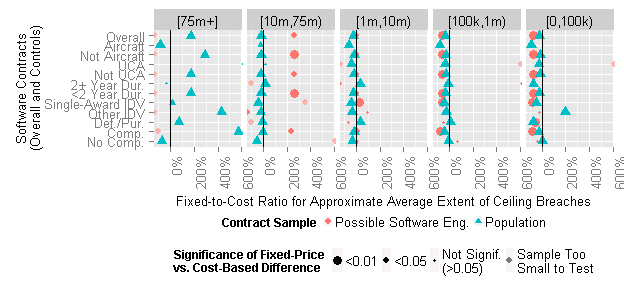 [75m+] [10m,75m) [1m,10m) [100k,1m) [0,100k)
Software Contracts
(Overall and Controls)
Overall
Aircraft
Not Aircraft
UCA
Not UCA
2+ Year Dur.
<2 Year Dur.
Single-Award IDV
Other IDV
Def./Pur.
Comp.
No Comp.
0% 200% 400% 600% 0% 200% 400% 600% 0% 200% 400% 600% 0% 200% 400% 600% 0% 200% 400% 600%
Fixed-to-Cost Ratio for Approximate Average Extent of Ceiling Breaches
Contract Sample Possible Software Eng. Population
Significance of Fixed-Price
vs. Cost-Based Difference
<0.01 <0.05
Not Signif.
(>0.05)
Sample Too
Small to Test